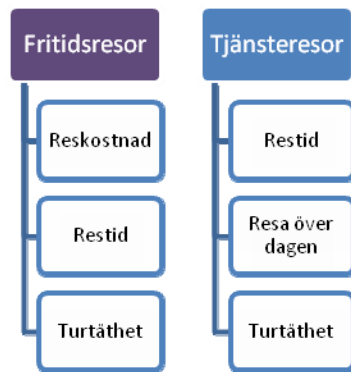 Fritidsresor
Reskostnad
Restid
Turtäthet
Tjänsteresor
Restid
Resa över
dagen
Turtäthet